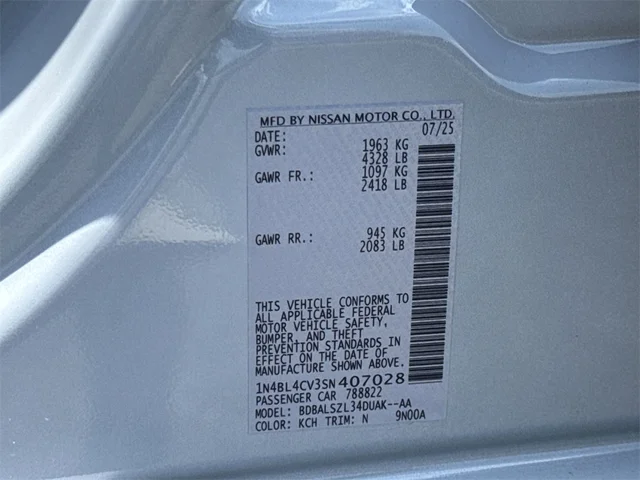 MFD BY NISSAN MOTOR CO., LTD.
DATE: 07/25
GVWR: 1963 KG
4328 LB
GAWR FR.: 1097 KG
2418 LB
GAWR RR.: 945 KG
2083 LB
THIS VEHICLE CONFORMS TO
ALL APPLICABLE FEDERAL
MOTOR VEHICLE SAFETY,
BUMPER, AND THEFT
PREVENTION STANDARDS IN
EFFECT ON THE DATE OF
MANUFACTURE SHOWN ABOVE.
1N4BL4CV3SN407028
PASSENGER CAR 788822
MODEL: BDBALSZL34DUAK--AA
COLOR: KCH TRIM: N 9N00A